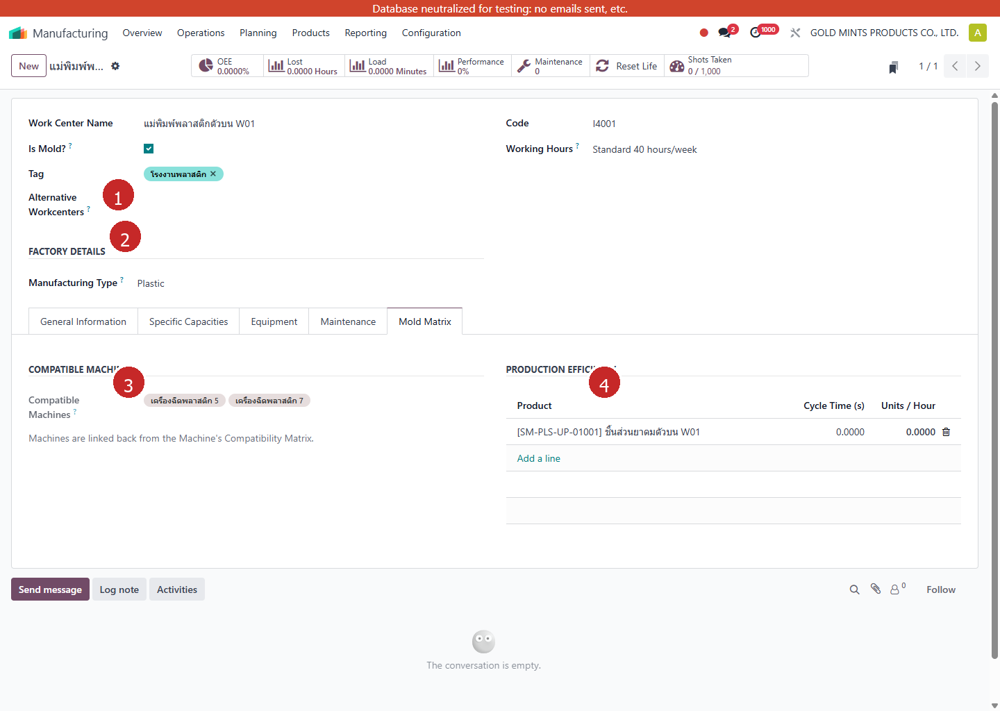 Database neutralized for testing: no emails sent, etc.
Manufacturing Overview Operations Planning Products Reporting Configuration 2 1000 GOLD MINTS PRODUCTS CO., LTD. A
New แม่พิมพ์พ... OEE 0.0000% Lost 0.0000 Hours Load 0.0000 Minutes Performance 0% Maintenance 0 Reset Life Shots Taken 0 / 1,000 1 / 1
Work Center Name แม่พิมพ์พลาสติกตัวบน W01 Code I4001
Is Mold? ? Working Hours ? Standard 40 hours/week
Tag โรงงานพลาสติก ×
Alternative Workcenters ? 1
2
FACTORY DETAILS
Manufacturing Type ? Plastic
General Information Specific Capacities Equipment Maintenance Mold Matrix
COMPATIBLE 3 PRODUCTION 4
Compatible Machines ? เครื่องฉีดพลาสติก 5 เครื่องฉีดพลาสติก 7
Machines are linked back from the Machine's Compatibility Matrix.
Product Cycle Time (s) Units / Hour
[SM-PLS-UP-01001] ชิ้นส่วนยาดมตัวบน W01 0.0000 0.0000
Add a line
Send message Log note Activities 0 Follow
The conversation is empty.